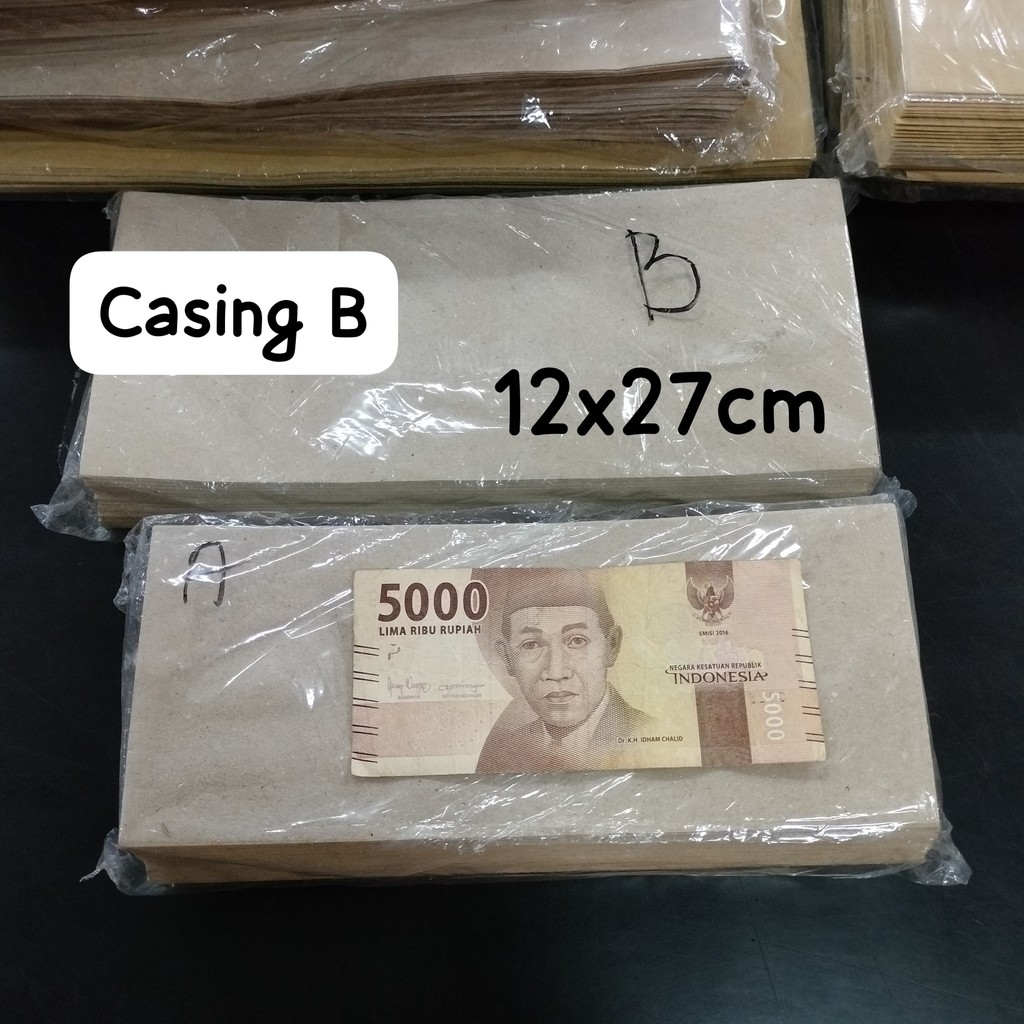 B
Casing B
12x27cm
A
5000
LIMA RIBU RUPIAH
EMISI 2016
NEGARA KESATUAN REPUBLIK
INDONESIA
5000
Dr. K.H. IDHAM CHALID